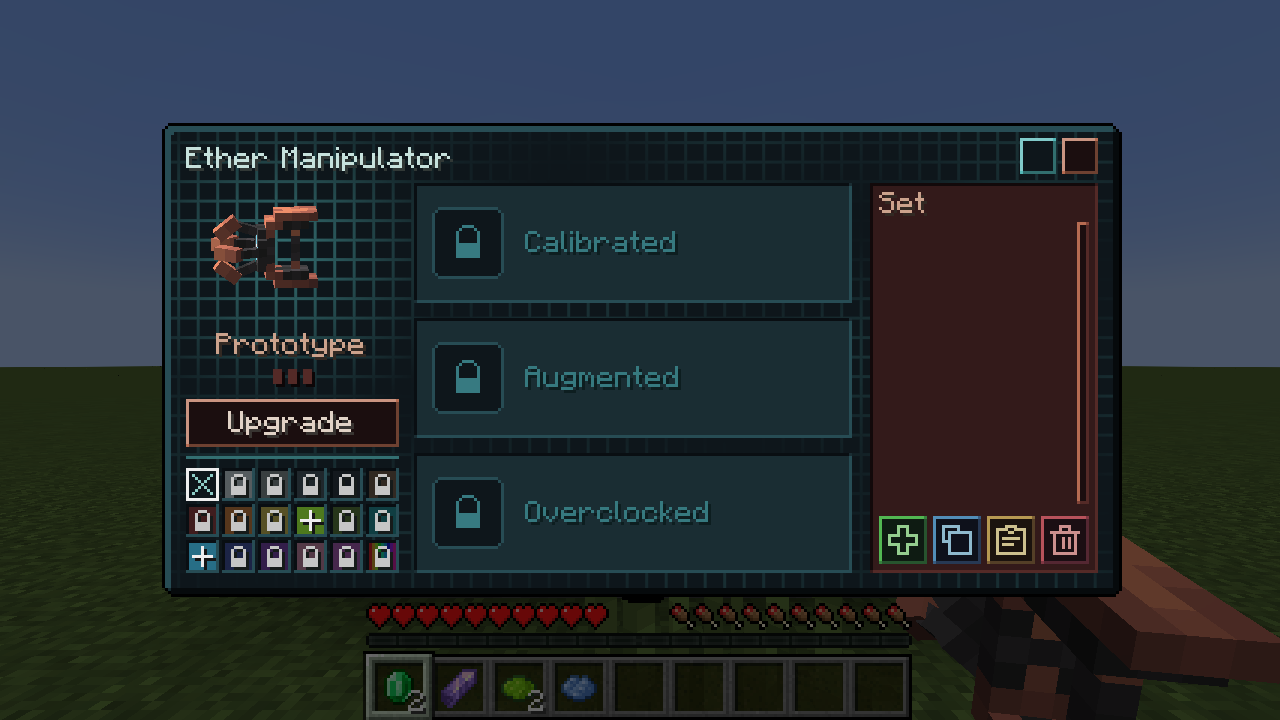 Ether Manipulator
Set
Calibrated
Prototype
Augmented
Upgrade
Overclocked
2
2